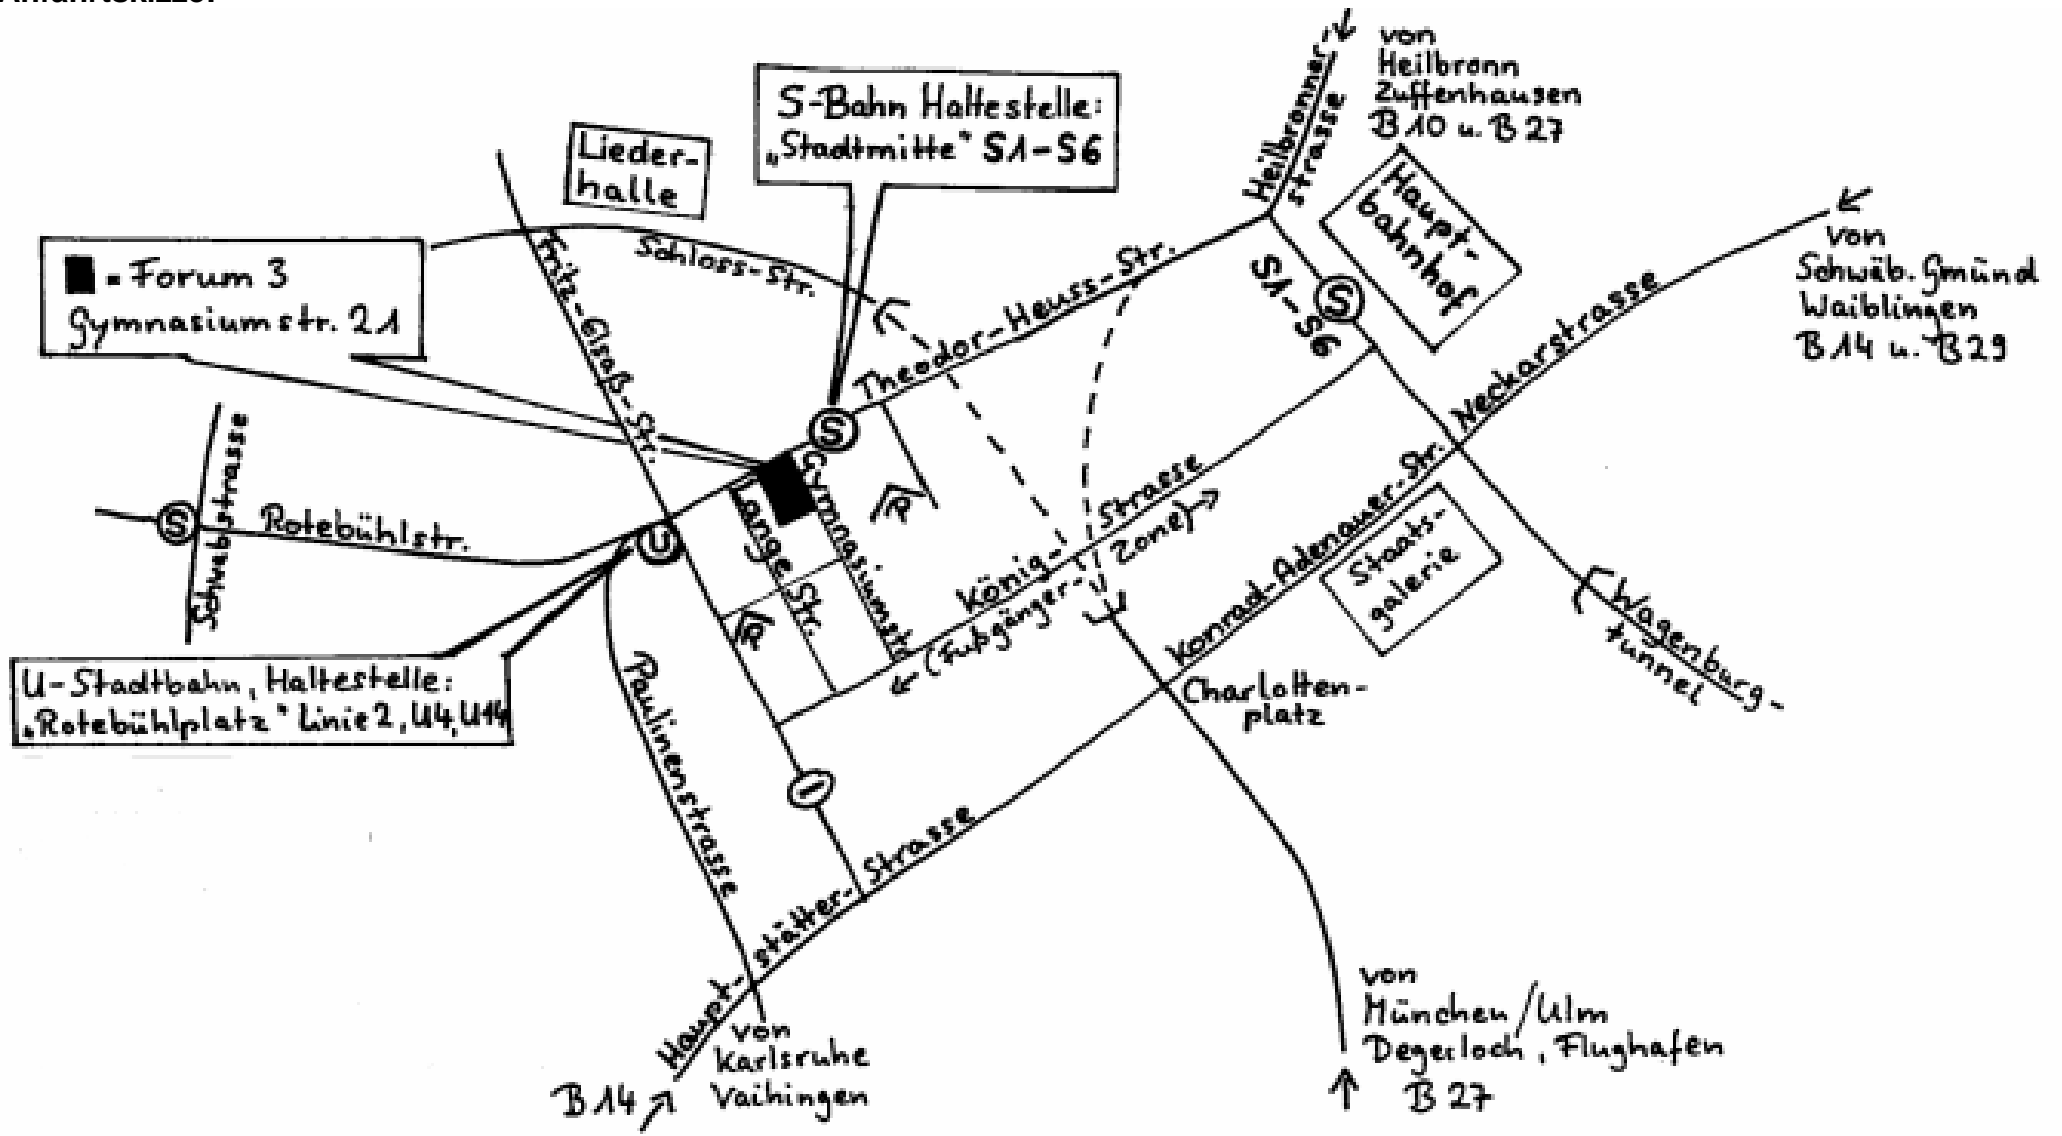 von
Heilbronn
Zuffenhausen
B10 u. B27
Heilbronner-
strasse
S-Bahn Haltestelle:
„Stadtmitte" S1-S6
Lieder-
halle
Haupt-
bahnhof
von
Schwäb. Gmünd
Waiblingen
B14 u. B29
■ = Forum 3
Gymnasiumstr. 21
Schloss-Str.
Fritz-Elsaß-Str.
Theodor-Heuss-Str.
S1-S6
S
Neckarstrasse
S
Schwabstrasse
S
Rotebühlstr.
U
Lange Str.
Gymnasiumstr.
P
P
König-Strasse
(Fußgänger-Zone)
Konrad-Adenauer-Str.
Staats-
galerie
Wagenburg-
tunnel
U-Stadtbahn, Haltestelle:
„Rotebühlplatz" Linie 2, U4, U14
Paulinenstrasse
Charlotten-
platz
Haupt-stätter-Strasse
von
Karlsruhe
Vaihingen
B14
von
München/Ulm
Degerloch, Flughafen
B27